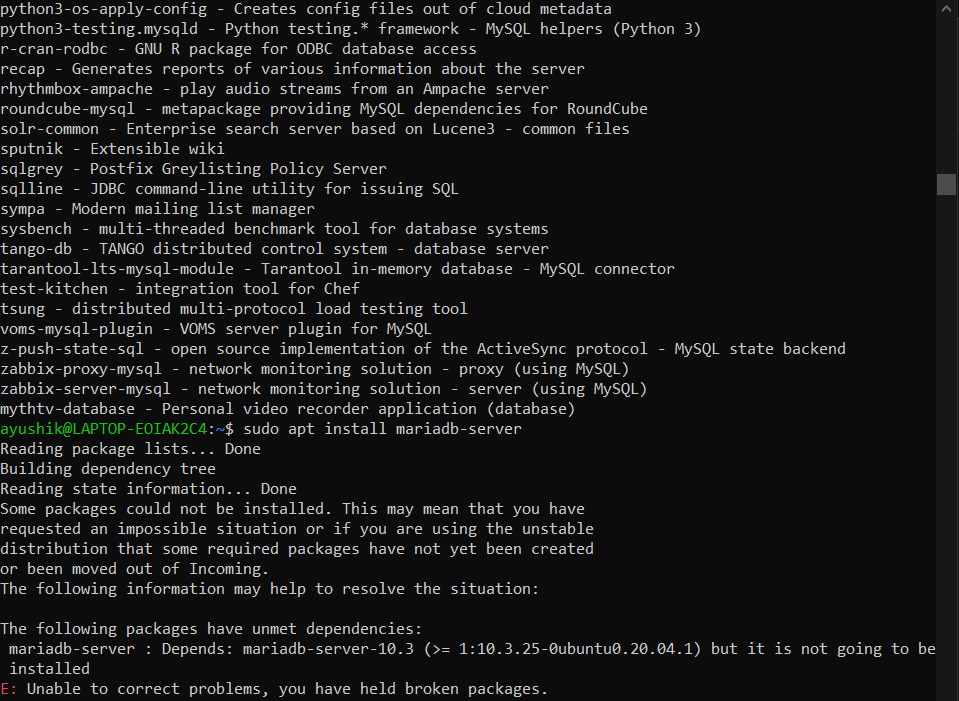 python3-os-apply-config - Creates config files out of cloud metadata
python3-testing.mysqld - Python testing.* framework - MySQL helpers (Python 3)
r-cran-rodbc - GNU R package for ODBC database access
recap - Generates reports of various information about the server
rhythmbox-ampache - play audio streams from an Ampache server
roundcube-mysql - metapackage providing MySQL dependencies for RoundCube
solr-common - Enterprise search server based on Lucene3 - common files
sputnik - Extensible wiki
sqlgrey - Postfix Greylisting Policy Server
sqlline - JDBC command-line utility for issuing SQL
sympa - Modern mailing list manager
sysbench - multi-threaded benchmark tool for database systems
tango-db - TANGO distributed control system - database server
tarantool-lts-mysql-module - Tarantool in-memory database - MySQL connector
test-kitchen - integration tool for Chef
tsung - distributed multi-protocol load testing tool
voms-mysql-plugin - VOMS server plugin for MySQL
z-push-state-sql - open source implementation of the ActiveSync protocol - MySQL state backend
zabbix-proxy-mysql - network monitoring solution - proxy (using MySQL)
zabbix-server-mysql - network monitoring solution - server (using MySQL)
mythtv-database - Personal video recorder application (database)
ayushik@LAPTOP-EOIAK2C4:~$ sudo apt install mariadb-server
Reading package lists... Done
Building dependency tree
Reading state information... Done
Some packages could not be installed. This may mean that you have
requested an impossible situation or if you are using the unstable
distribution that some required packages have not yet been created
or been moved out of Incoming.
The following information may help to resolve the situation:

The following packages have unmet dependencies:
 mariadb-server : Depends: mariadb-server-10.3 (>= 1:10.3.25-0ubuntu0.20.04.1) but it is not going to be
 installed
E: Unable to correct problems, you have held broken packages.